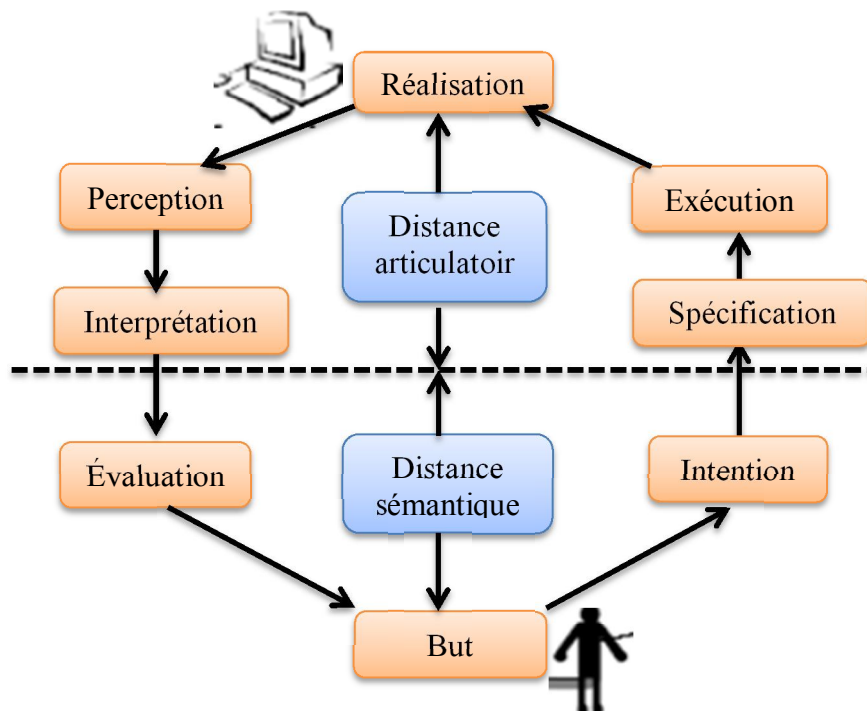 Réalisation
Perception
Distance
articulatoir
Exécution
Interprétation
Spécification
Évaluation
Distance
sémantique
Intention
But